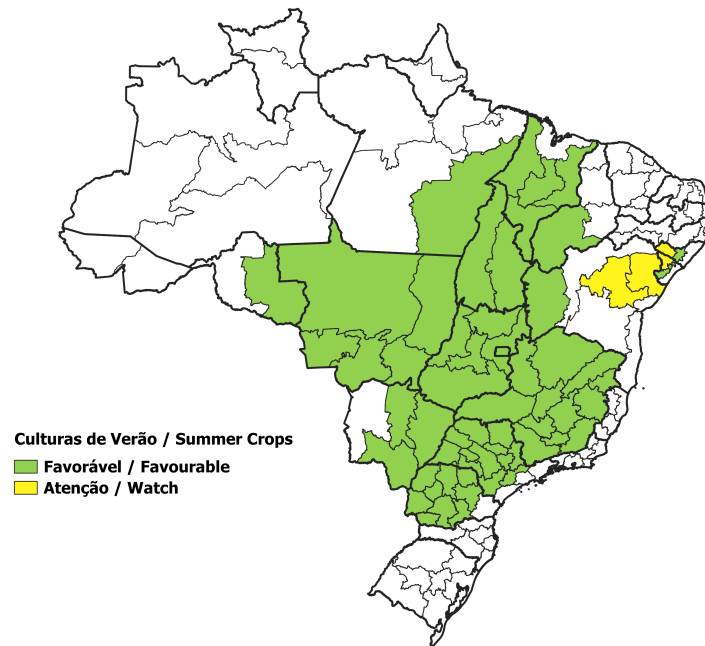 Culturas de Verão / Summer Crops
Favorável / Favourable
Atenção / Watch